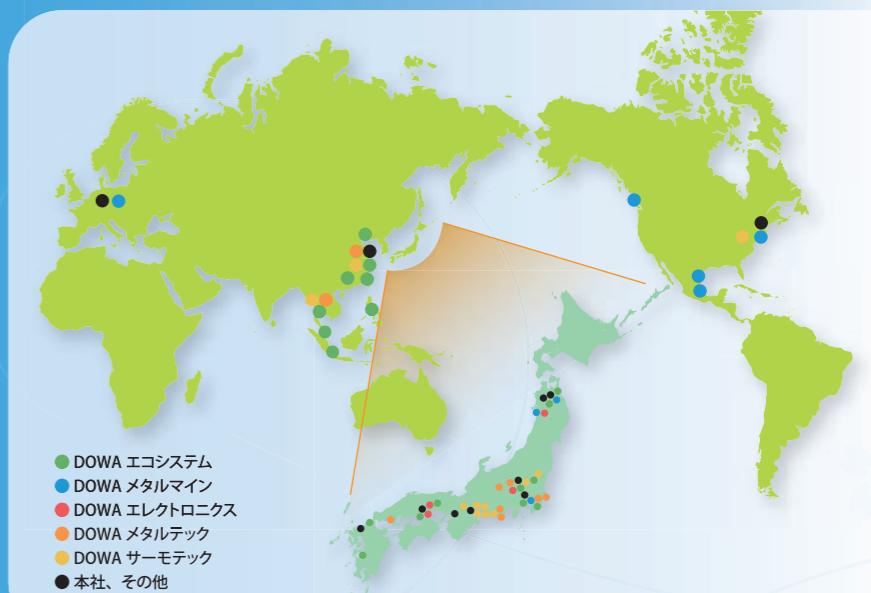 DOWA エコシステム
DOWA メタルマイン
DOWA エレクトロニクス
DOWA メタルテック
DOWA サーモテック
本社、その他